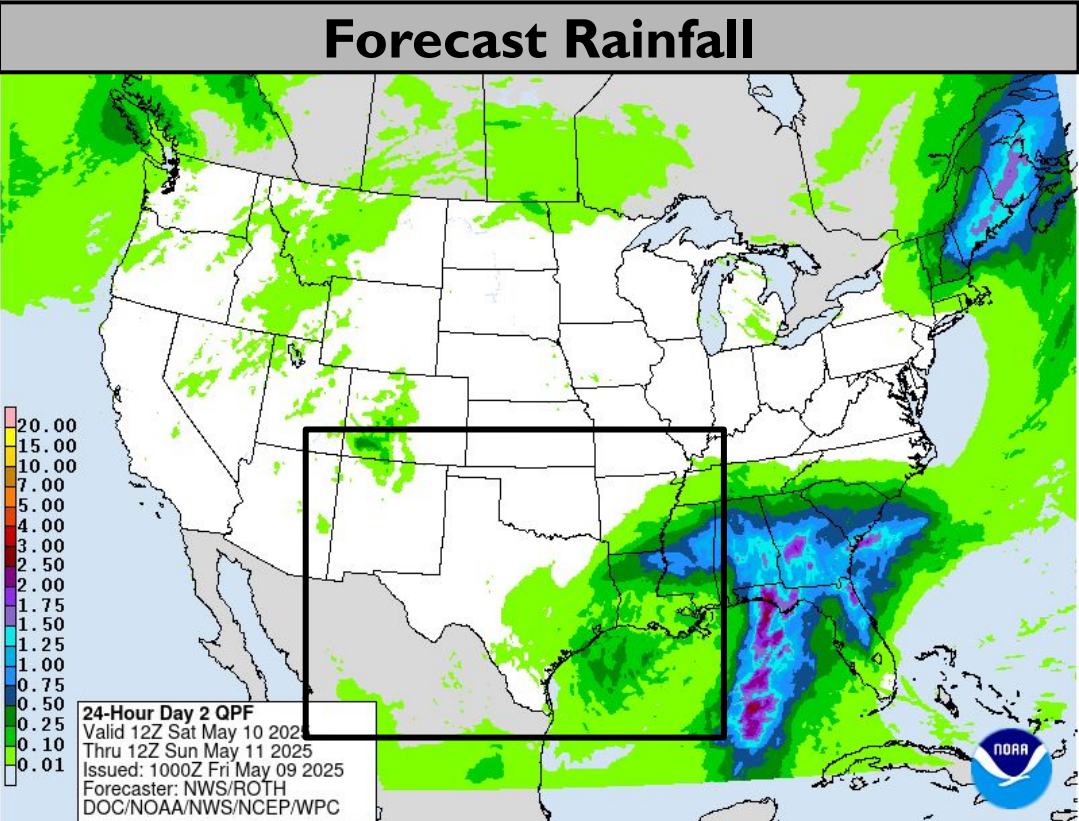 Forecast Rainfall
20.00
15.00
10.00
7.00
5.00
4.00
3.00
2.50
2.00
1.75
1.50
1.25
1.00
0.75
0.50
0.25
0.10
0.01
24-Hour Day 2 QPF
Valid 12Z Sat May 10 2025
Thru 12Z Sun May 11 2025
Issued: 1000Z Fri May 09 2025
Forecaster: NWS/ROTH
DOC/NOAA/NWS/NCEP/WPC
NOAA